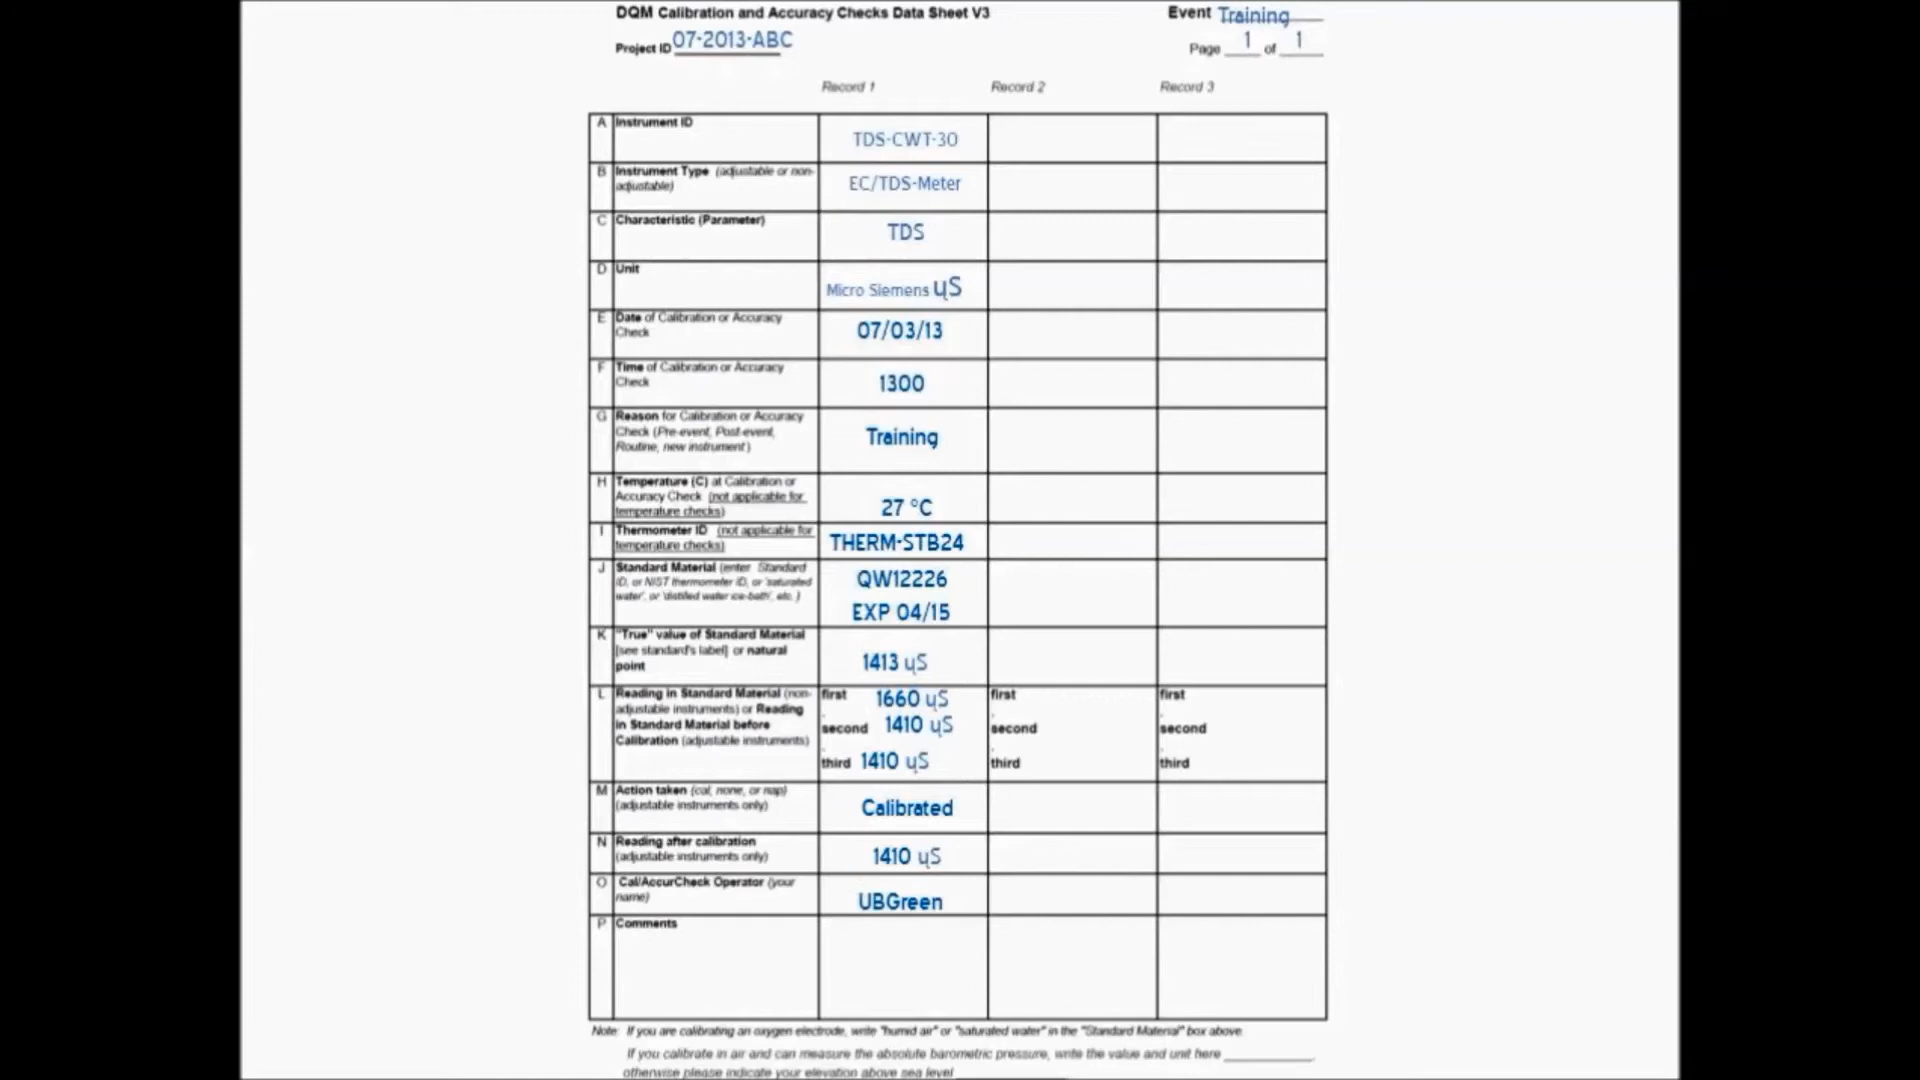 DQM Calibration and Accuracy Checks Data Sheet V3 Event Training
Project ID 07-2013-ABC Page 1 of 1
Record 1 Record 2 Record 3
A Instrument ID TDS-CWT-30
B Instrument Type (adjustable or non-
adjustable) EC/TDS-Meter
C Characteristic (Parameter) TDS
D Unit Micro Siemens ɥS
E Date of Calibration or Accuracy
Check 07/03/13
F Time of Calibration or Accuracy
Check 1300
G Reason for Calibration or Accuracy
Check (Pre-event, Post-event,
Routine, new instrument) Training
H Temperature (C) at Calibration or
Accuracy Check (not applicable for
temperature checks) 27 °C
I Thermometer ID (not applicable for
temperature checks) THERM-STB24
J Standard Material (enter Standard
ID, or NIST thermometer ID, or 'saturated
water', or 'distilled water ice-bath', etc.)
QW12226
EXP 04/15
K "True" value of Standard Material
[see standard's label] or natural
point 1413 ɥS
L Reading in Standard Material (non-
adjustable instruments) or Reading
in Standard Material before
Calibration (adjustable instruments)
first 1660 ɥS first first
second 1410 ɥS second second
third 1410 ɥS third third
M Action taken (cal, none, or nap)
(adjustable instruments only) Calibrated
N Reading after calibration
(adjustable instruments only) 1410 ɥS
O Cal/AccurCheck Operator (your
name) UBGreen
P Comments
Note: If you are calibrating an oxygen electrode, write "humid air" or "saturated water" in the "Standard Material" box above.
If you calibrate in air and can measure the absolute barometric pressure, write the value and unit here ____________,
otherwise please indicate your elevation above sea level ____________